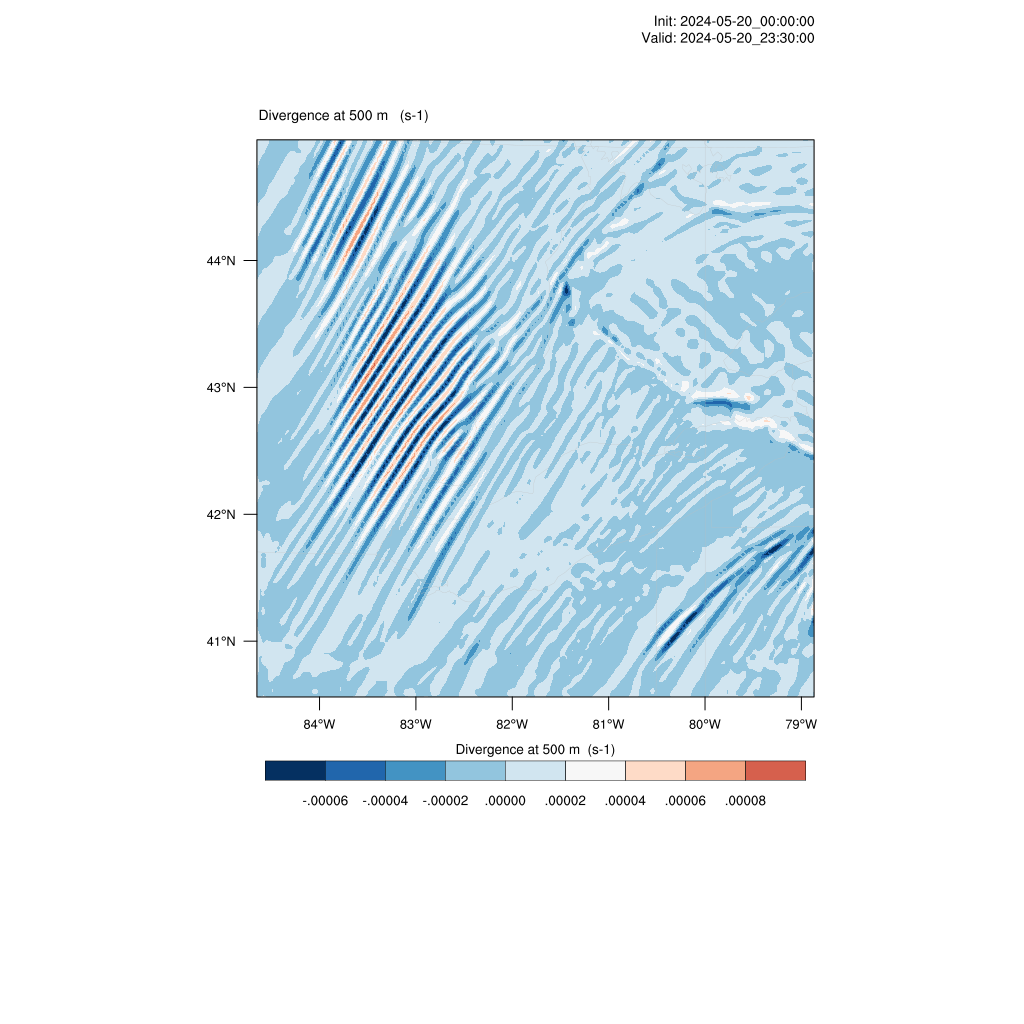 Init: 2024-05-20_00:00:00
Valid: 2024-05-20_23:30:00
Divergence at 500 m (s-1)
44°N
43°N
42°N
41°N
84°W 83°W 82°W 81°W 80°W 79°W
Divergence at 500 m (s-1)
-.00006 -.00004 -.00002 .00000 .00002 .00004 .00006 .00008